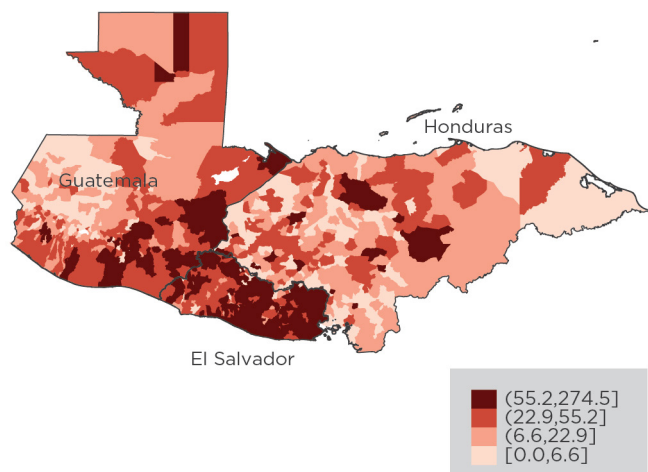 Honduras
Guatemala
El Salvador
(55.2,274.5]
(22.9,55.2]
(6.6,22.9]
[0.0,6.6]